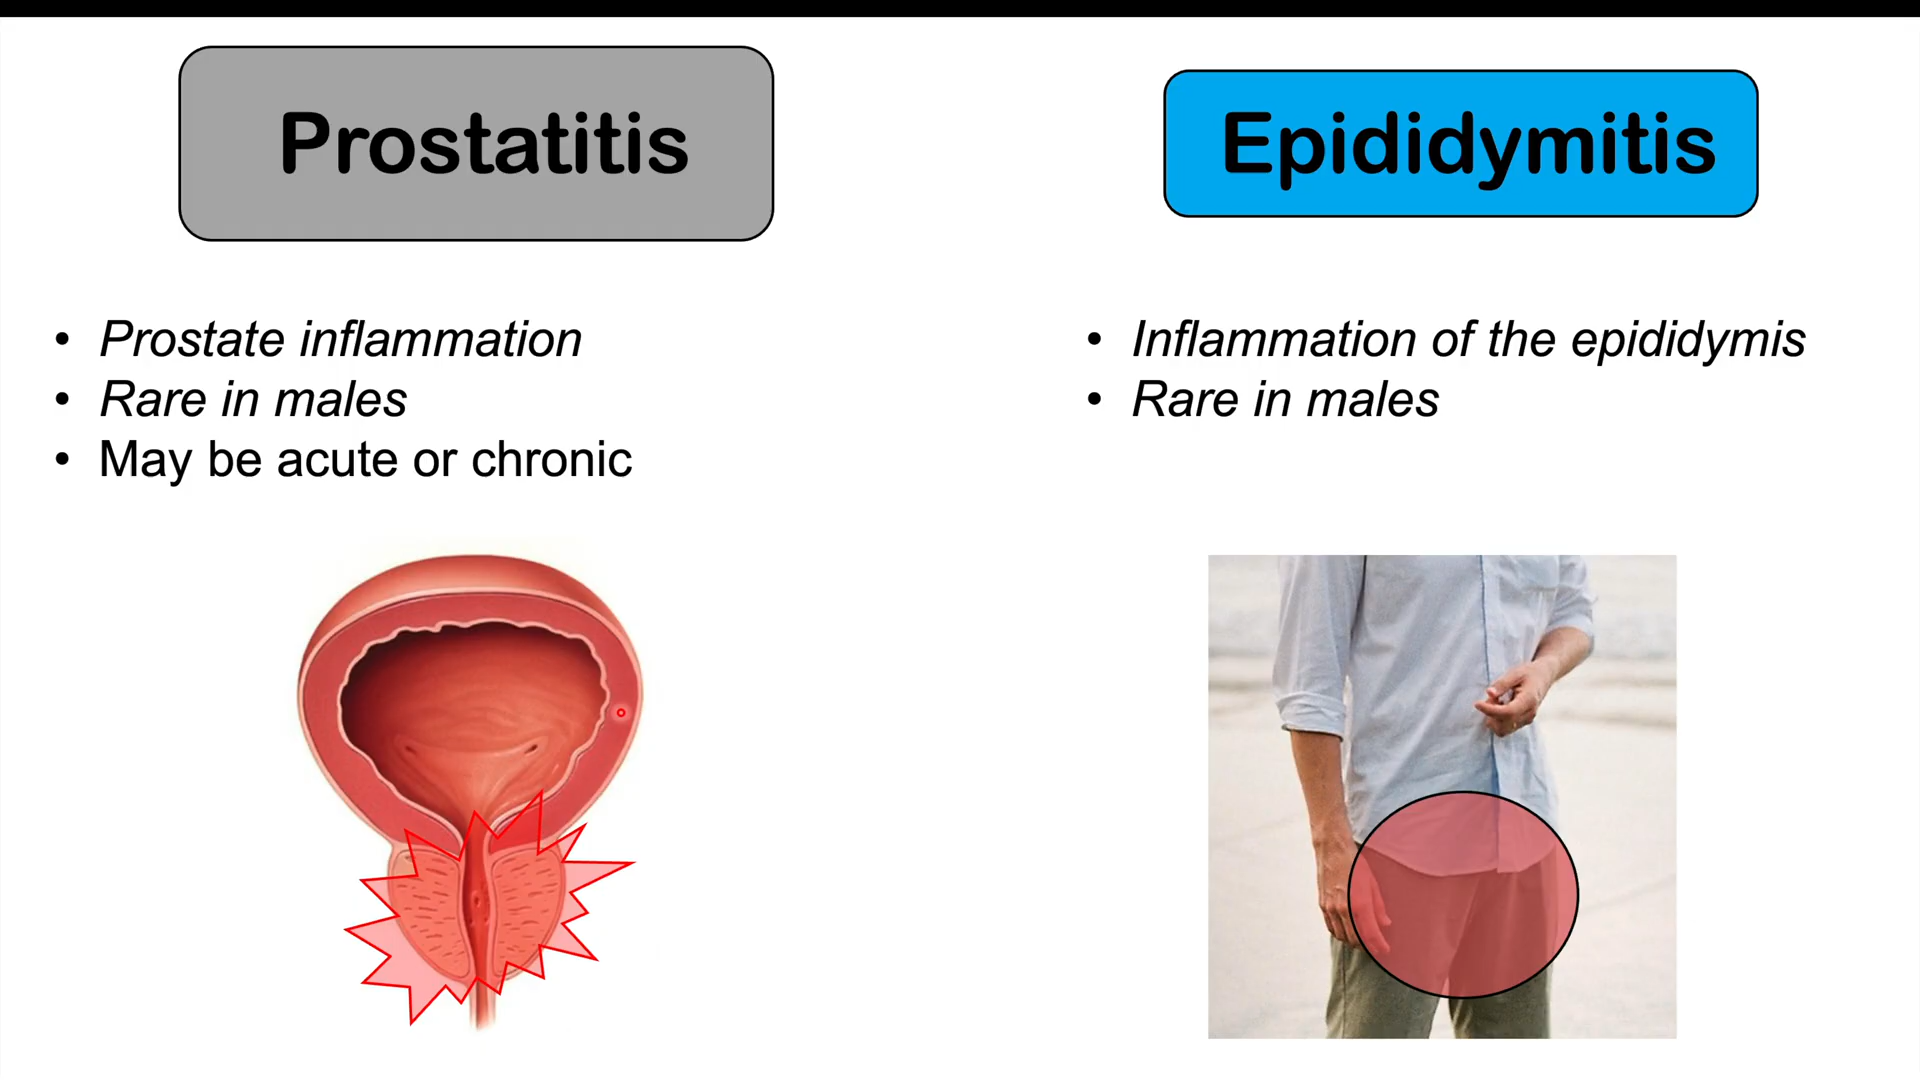 Prostatitis
• Prostate inflammation
• Rare in males
• May be acute or chronic
Epididymitis
• Inflammation of the epididymis
• Rare in males